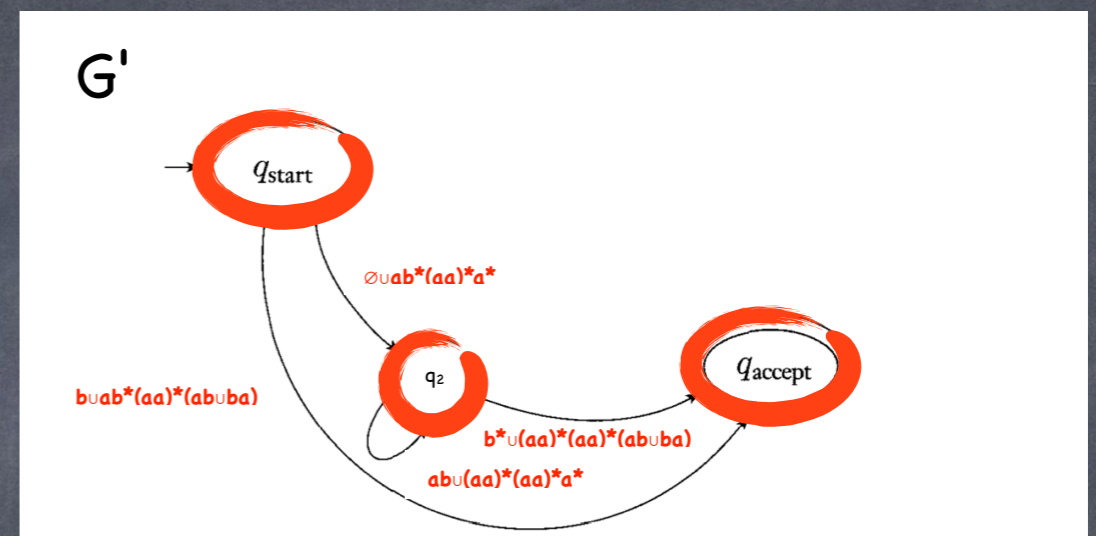 G'
qstart
∅∪ab*(aa)*a*
q2
qaccept
b∪ab*(aa)*(ab∪ba)
b*∪(aa)*(aa)*(ab∪ba)
ab∪(aa)*(aa)*a*